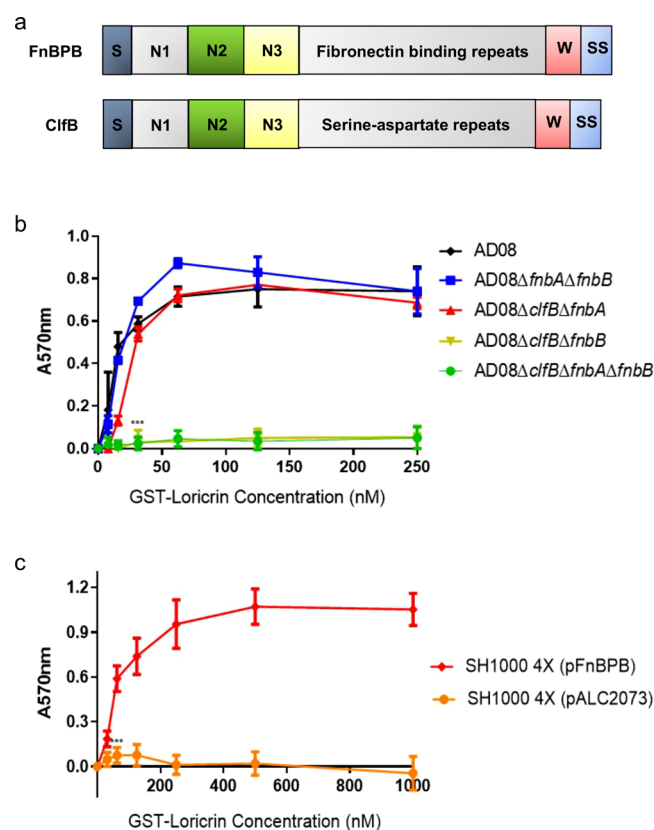 a
FnBPB S N1 N2 N3 Fibronectin binding repeats W SS
ClfB S N1 N2 N3 Serine-aspartate repeats W SS
b
A570nm
1.0
0.8
0.6
0.4
0.2
0.0
***
0 50 100 150 200 250
GST-Loricrin Concentration (nM)
AD08
AD08ΔfnbAΔfnbB
AD08ΔclfBΔfnbA
AD08ΔclfBΔfnbB
AD08ΔclfBΔfnbAΔfnbB
c
A570nm
1.2
0.9
0.6
0.3
0.0
***
200 400 600 800 1000
GST-Loricrin Concentration (nM)
SH1000 4X (pFnBPB)
SH1000 4X (pALC2073)